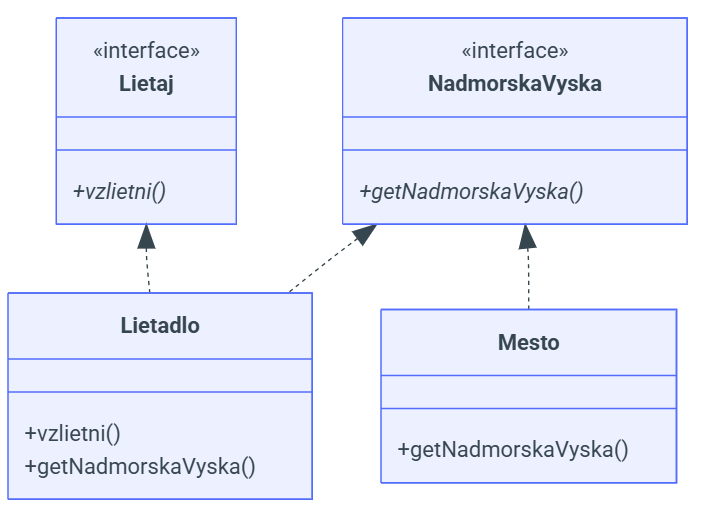 «interface»
Lietaj
+vzlietni()
«interface»
NadmorskaVyska
+getNadmorskaVyska()
Lietadlo
+vzlietni()
+getNadmorskaVyska()
Mesto
+getNadmorskaVyska()